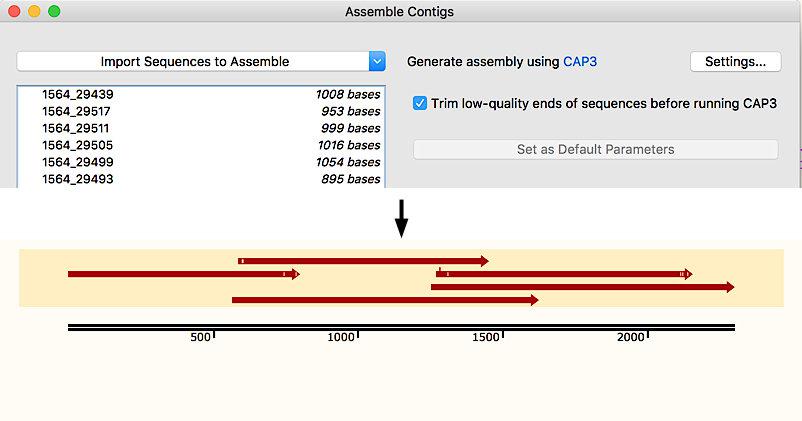 Assemble Contigs
Import Sequences to Assemble
Generate assembly using CAP3
Settings...
1564_29439 1008 bases
1564_29517 953 bases
1564_29511 999 bases
1564_29505 1016 bases
1564_29499 1054 bases
1564_29493 895 bases
Trim low-quality ends of sequences before running CAP3
Set as Default Parameters
500 1000 1500 2000